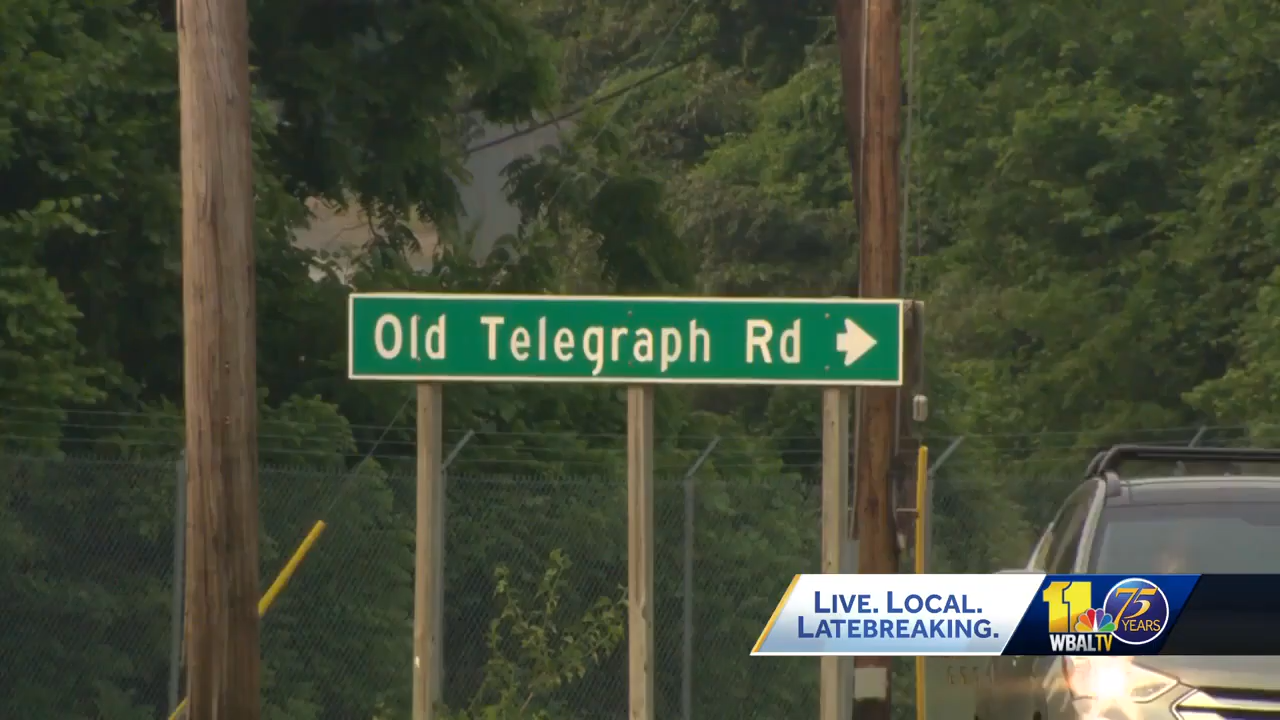 Old Telegraph Rd
LIVE. LOCAL.
LATEBREAKING.
11
WBALTV
75
YEARS